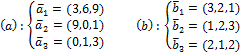 (a): { ā₁ = (3,6,9)
ā₂ = (9,0,1)
ā₃ = (0,1,3)
(b): { b̄₁ = (3,2,1)
b̄₂ = (1,2,3)
b̄₃ = (2,1,2)